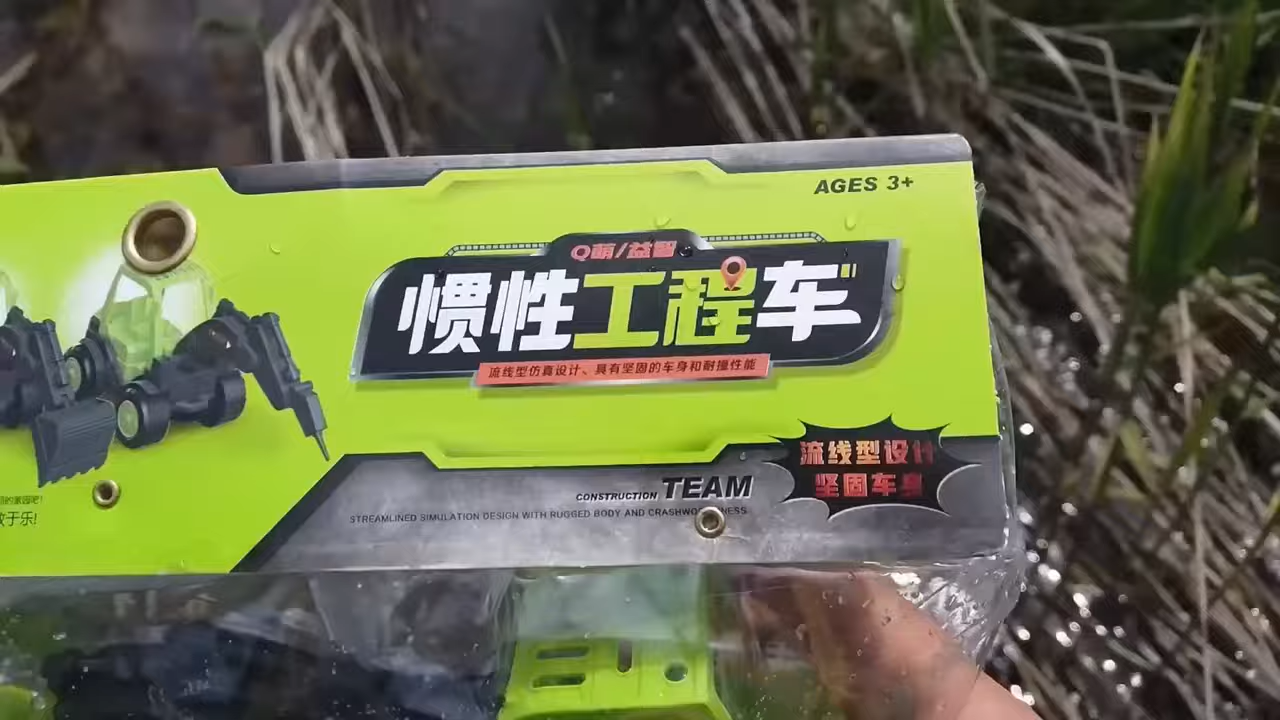 AGES 3+
Q萌/益智
惯性工程车
流线型仿真设计、具有坚固的车身和耐撞性能
流线型设计
坚固车身
CONSTRUCTION TEAM
STREAMLINED SIMULATION DESIGN WITH RUGGED BODY AND
于乐!